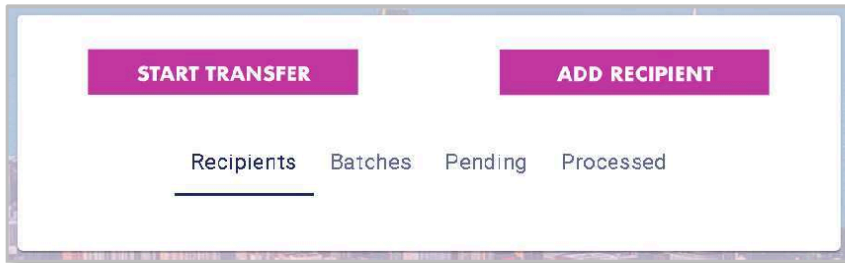 START TRANSFER ADD RECIPIENT
Recipients Batches Pending Processed